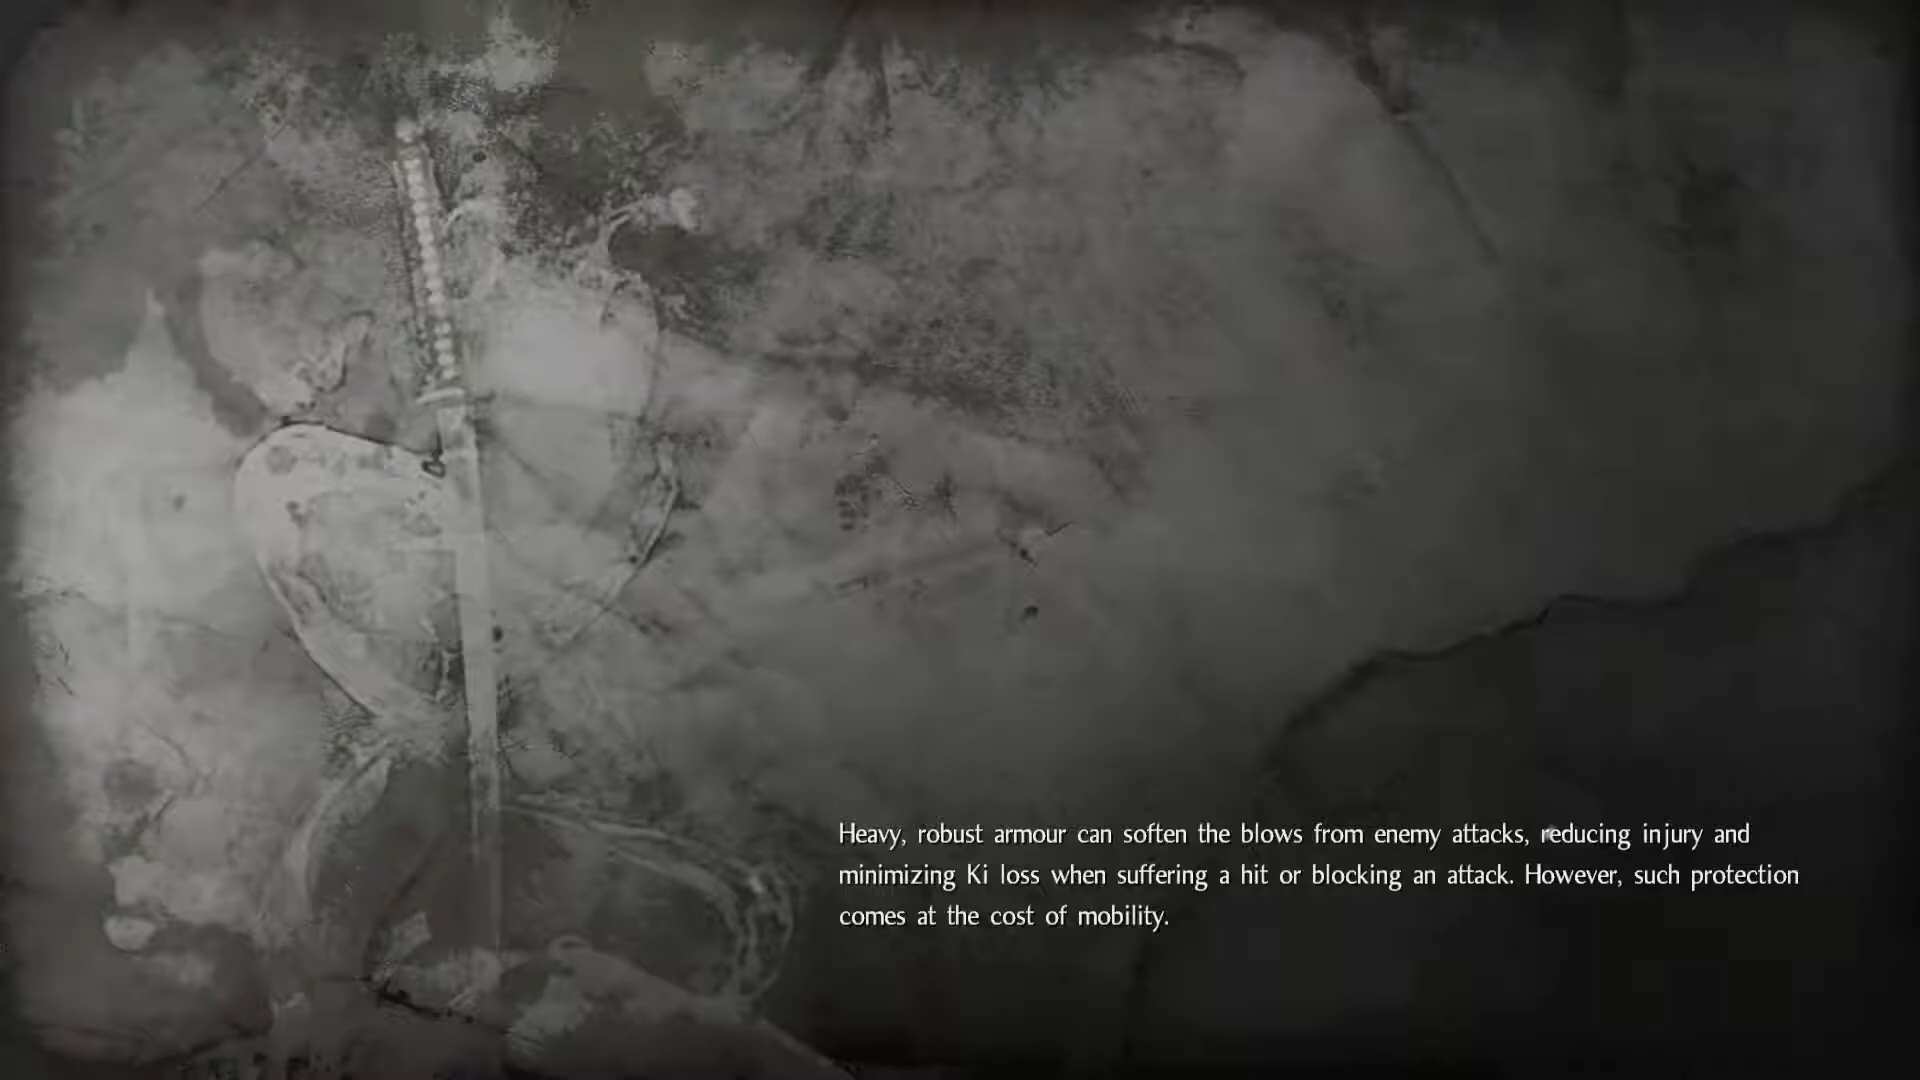 Heavy, robust armour can soften the blows from enemy attacks, reducing injury and
minimizing Ki loss when suffering a hit or blocking an attack. However, such protection
comes at the cost of mobility.